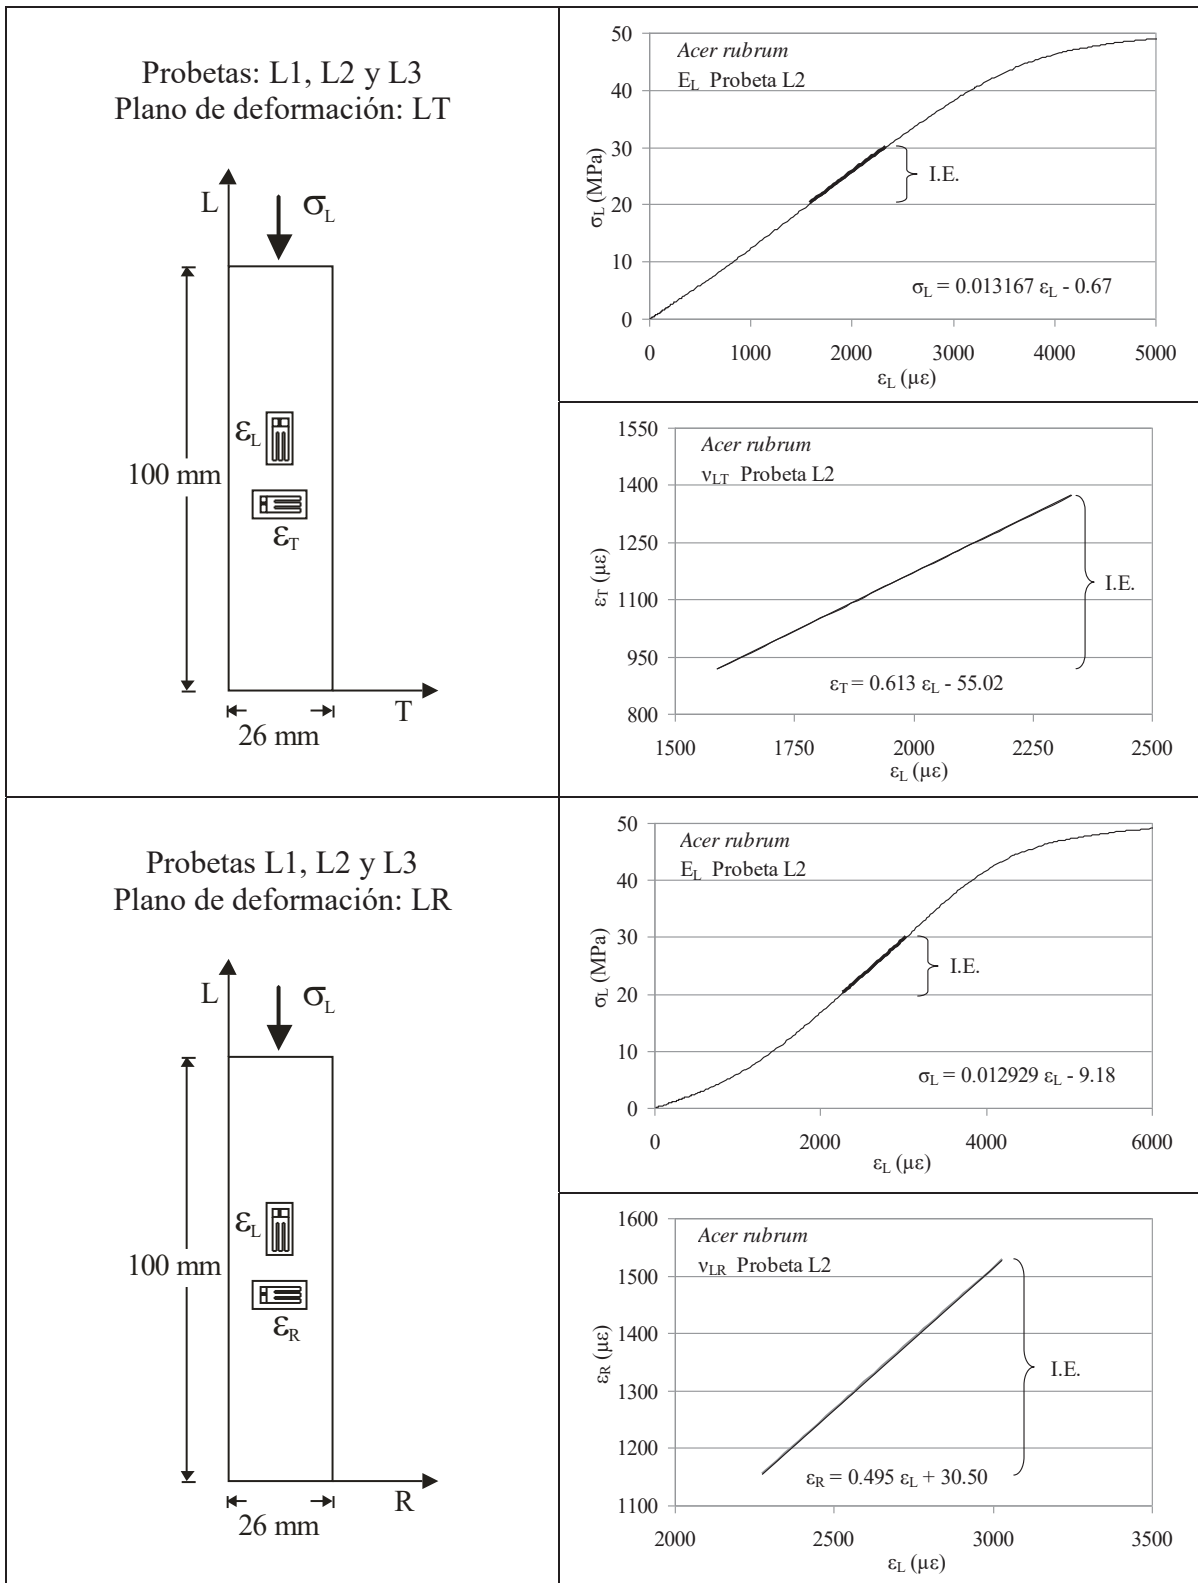 Probetas: L1, L2 y L3
Plano de deformación: LT
L
σL
εL
εT
100 mm
26 mm
T
50
40
30
20
10
0
σL (MPa)
Acer rubrum
EL Probeta L2
I.E.
σL = 0.013167 εL - 0.67
0 1000 2000 3000 4000 5000
εL (με)
1550
1400
1250
1100
950
800
εT (με)
Acer rubrum
νLT Probeta L2
I.E.
εT = 0.613 εL - 55.02
1500 1750 2000 2250 2500
εL (με)
Probetas L1, L2 y L3
Plano de deformación: LR
L
σL
εL
εR
100 mm
26 mm
R
50
40
30
20
10
0
σL (MPa)
Acer rubrum
EL Probeta L2
I.E.
σL = 0.012929 εL - 9.18
0 2000 4000 6000
εL (με)
1600
1500
1400
1300
1200
1100
εR (με)
Acer rubrum
νLR Probeta L2
I.E.
εR = 0.495 εL + 30.50
2000 2500 3000 3500
εL (με)